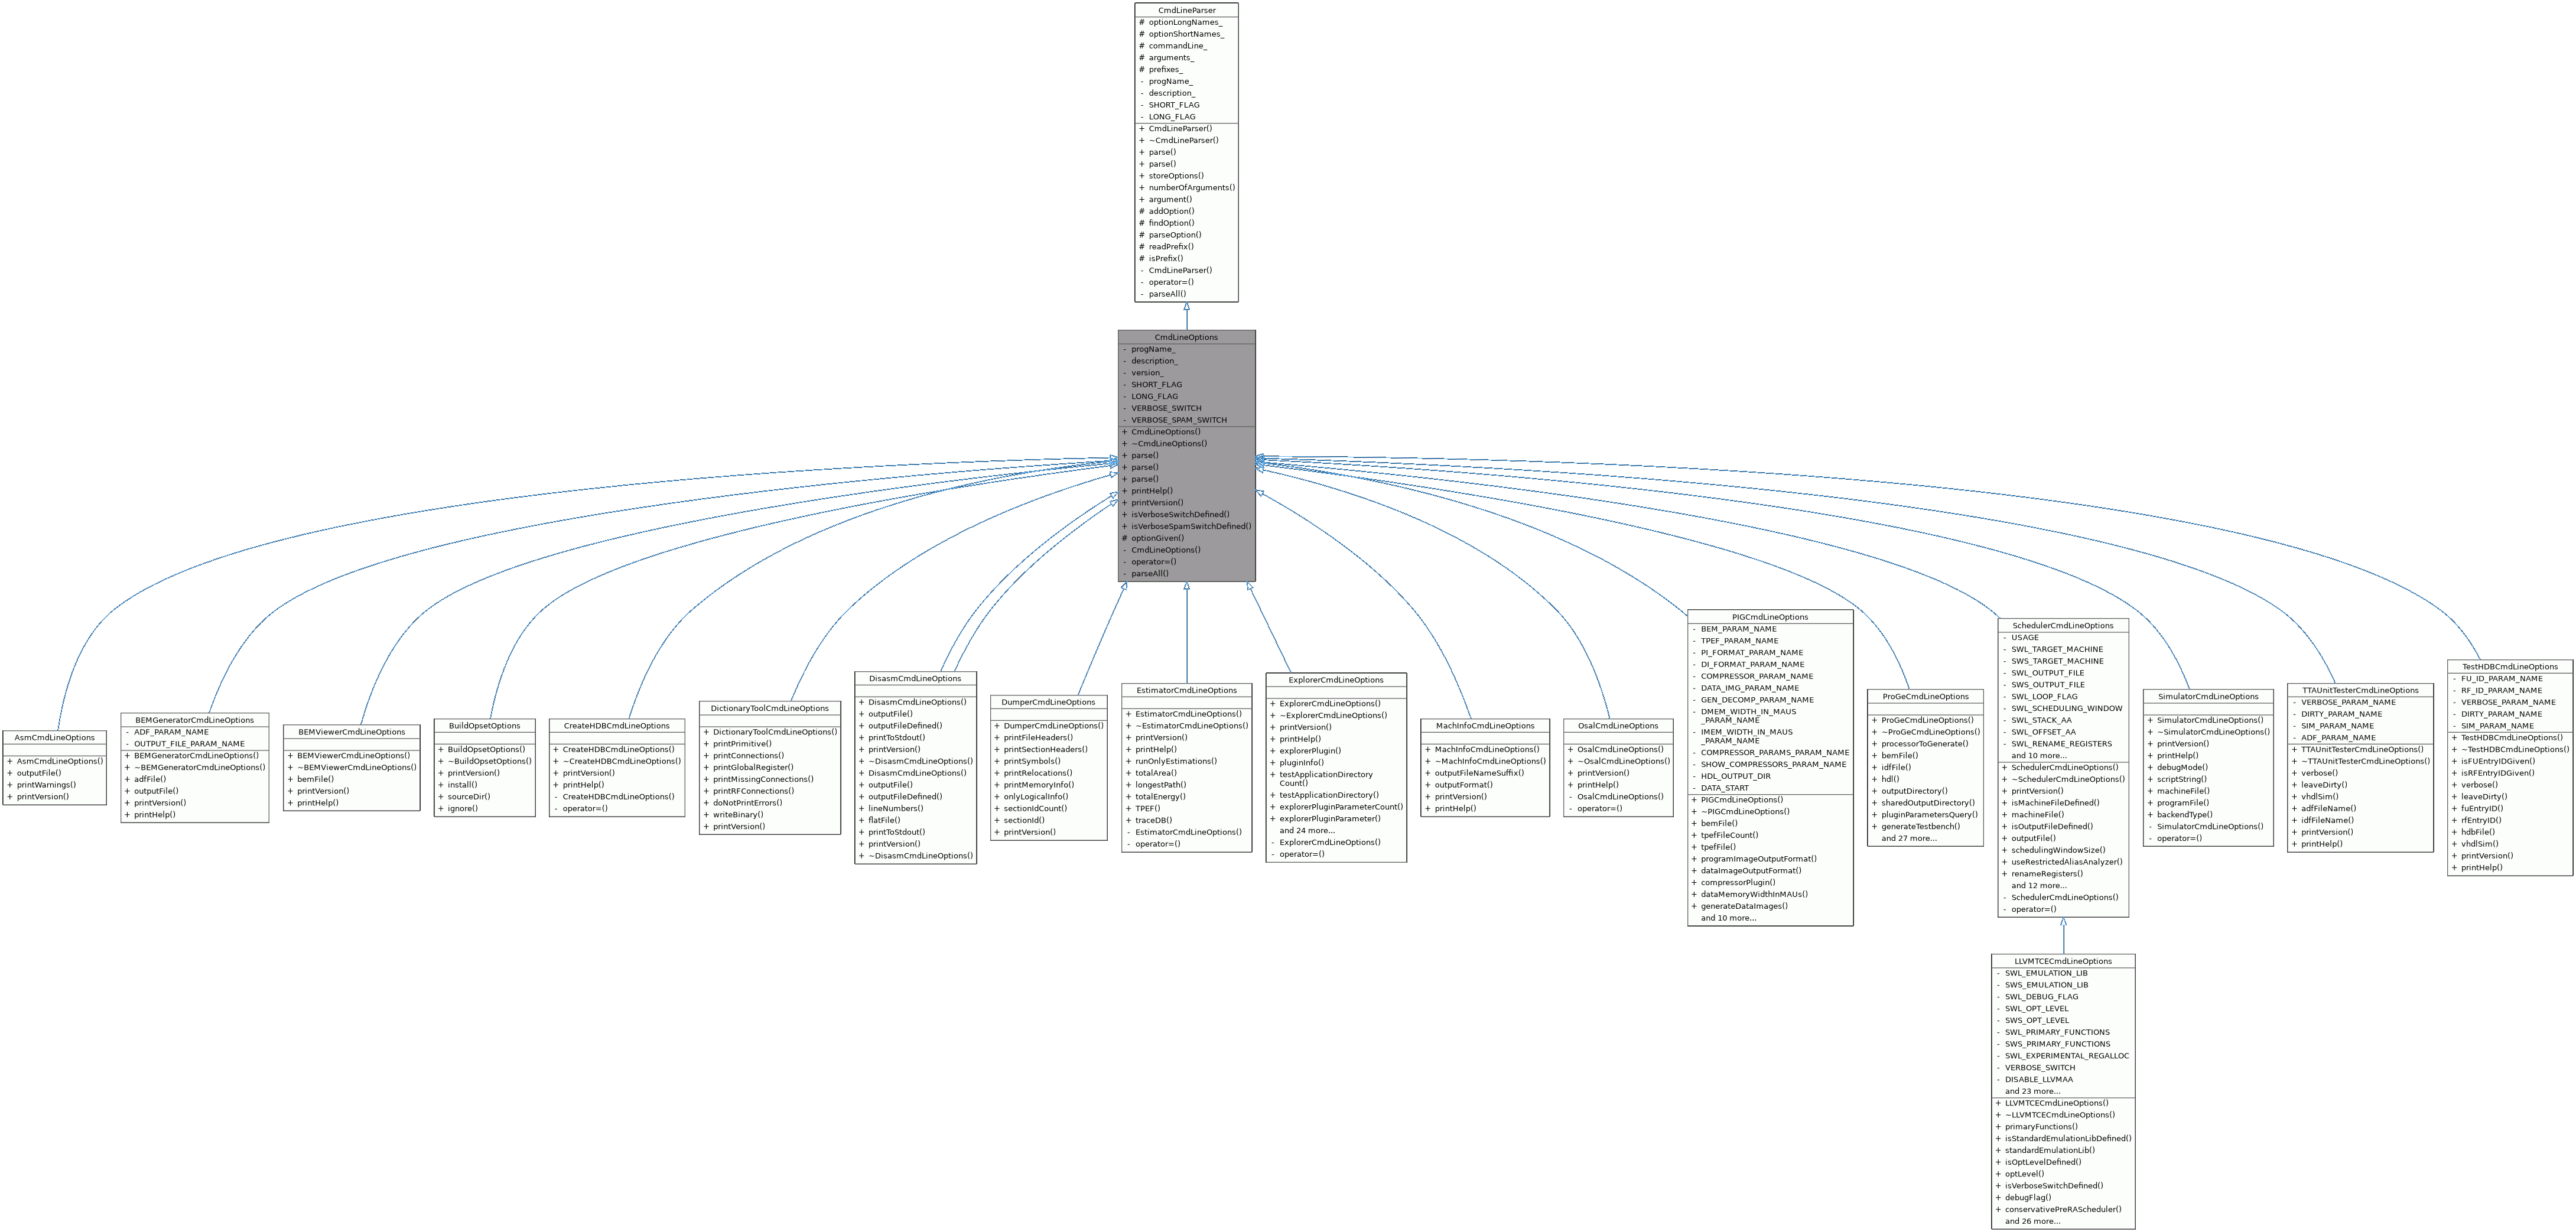 CmdLineParser
# optionLongNames_
# optionShortNames_
# commandLine_
# arguments_
# prefixes_
- progName_
- description_
- SHORT_FLAG
- LONG_FLAG
+ CmdLineParser()
+ ~CmdLineParser()
+ parse()
+ parse()
+ storeOptions()
+ numberOfArguments()
+ argument()
# addOption()
# findOption()
# parseOption()
# readPrefix()
# isPrefix()
- CmdLineParser()
- operator=()
- parseAll()
CmdLineOptions
- progName_
- description_
- version_
- SHORT_FLAG
- LONG_FLAG
- VERBOSE_SWITCH
- VERBOSE_SPAM_SWITCH
+ CmdLineOptions()
+ ~CmdLineOptions()
+ parse()
+ parse()
+ parse()
+ printHelp()
+ printVersion()
+ isVerboseSwitchDefined()
+ isVerboseSpamSwitchDefined()
# optionGiven()
- CmdLineOptions()
- operator=()
- parseAll()
AsmCmdLineOptions
+ AsmCmdLineOptions()
+ outputFile()
+ printWarnings()
+ printVersion()
BEMGeneratorCmdLineOptions
- ADF_PARAM_NAME
- OUTPUT_FILE_PARAM_NAME
+ BEMGeneratorCmdLineOptions()
+ ~BEMGeneratorCmdLineOptions()
+ adfFile()
+ outputFile()
+ printVersion()
+ printHelp()
BEMViewerCmdLineOptions
+ BEMViewerCmdLineOptions()
+ ~BEMViewerCmdLineOptions()
+ bemFile()
+ printVersion()
+ printHelp()
BuildOpsetOptions
+ BuildOpsetOptions()
+ ~BuildOpsetOptions()
+ printVersion()
+ install()
+ sourceDir()
+ ignore()
CreateHDBCmdLineOptions
+ CreateHDBCmdLineOptions()
+ ~CreateHDBCmdLineOptions()
+ printVersion()
+ printHelp()
- CreateHDBCmdLineOptions()
- operator=()
DictionaryToolCmdLineOptions
+ DictionaryToolCmdLineOptions()
+ printPrimitive()
+ printConnections()
+ printGlobalRegister()
+ printMissingConnections()
+ printRFConnections()
+ doNotPrintErrors()
+ writeBinary()
+ printVersion()
DisasmCmdLineOptions
+ DisasmCmdLineOptions()
+ outputFile()
+ outputFileDefined()
+ printToStdout()
+ printVersion()
+ ~DisasmCmdLineOptions()
+ DisasmCmdLineOptions()
+ outputFile()
+ outputFileDefined()
+ lineNumbers()
+ flatFile()
+ printToStdout()
+ printVersion()
+ ~DisasmCmdLineOptions()
DumperCmdLineOptions
+ DumperCmdLineOptions()
+ printFileHeaders()
+ printSectionHeaders()
+ printSymbols()
+ printRelocations()
+ printMemoryInfo()
+ onlyLogicalInfo()
+ sectionIdCount()
+ sectionId()
+ printVersion()
EstimatorCmdLineOptions
+ EstimatorCmdLineOptions()
+ ~EstimatorCmdLineOptions()
+ printVersion()
+ printHelp()
+ runOnlyEstimations()
+ totalArea()
+ longestPath()
+ totalEnergy()
+ TPEF()
+ traceDB()
- EstimatorCmdLineOptions()
- operator=()
ExplorerCmdLineOptions
+ ExplorerCmdLineOptions()
+ ~ExplorerCmdLineOptions()
+ printVersion()
+ printHelp()
+ explorerPlugin()
+ pluginInfo()
+ testApplicationDirectory
Count()
+ testApplicationDirectory()
+ explorerPluginParameterCount()
+ explorerPluginParameter()
and 24 more...
- ExplorerCmdLineOptions()
- operator=()
MachInfoCmdLineOptions
+ MachInfoCmdLineOptions()
+ ~MachInfoCmdLineOptions()
+ outputFileNameSuffix()
+ outputFormat()
+ printVersion()
+ printHelp()
OsalCmdLineOptions
+ OsalCmdLineOptions()
+ ~OsalCmdLineOptions()
+ printVersion()
+ printHelp()
- OsalCmdLineOptions()
- operator=()
PIGCmdLineOptions
- BEM_PARAM_NAME
- TPEF_PARAM_NAME
- PI_FORMAT_PARAM_NAME
- DI_FORMAT_PARAM_NAME
- COMPRESSOR_PARAM_NAME
- DATA_IMG_PARAM_NAME
- GEN_DECOMP_PARAM_NAME
- DMEM_WIDTH_IN_MAUS
_PARAM_NAME
- IMEM_WIDTH_IN_MAUS
_PARAM_NAME
- COMPRESSOR_PARAMS_PARAM_NAME
- SHOW_COMPRESSORS_PARAM_NAME
- HDL_OUTPUT_DIR
- DATA_START
+ PIGCmdLineOptions()
+ ~PIGCmdLineOptions()
+ bemFile()
+ tpefFileCount()
+ tpefFile()
+ programImageOutputFormat()
+ dataImageOutputFormat()
+ compressorPlugin()
+ dataMemoryWidthInMAUs()
+ generateDataImages()
and 10 more...
ProGeCmdLineOptions
+ ProGeCmdLineOptions()
+ ~ProGeCmdLineOptions()
+ processorToGenerate()
+ bemFile()
+ idfFile()
+ hdl()
+ outputDirectory()
+ sharedOutputDirectory()
+ pluginParametersQuery()
+ generateTestbench()
and 27 more...
SchedulerCmdLineOptions
- USAGE
- SWL_TARGET_MACHINE
- SWS_TARGET_MACHINE
- SWL_OUTPUT_FILE
- SWS_OUTPUT_FILE
- SWL_LOOP_FLAG
- SWL_SCHEDULING_WINDOW
- SWL_STACK_AA
- SWL_OFFSET_AA
- SWL_RENAME_REGISTERS
and 10 more...
+ SchedulerCmdLineOptions()
+ ~SchedulerCmdLineOptions()
+ printVersion()
+ isMachineFileDefined()
+ machineFile()
+ isOutputFileDefined()
+ outputFile()
+ schedulingWindowSize()
+ useRestrictedAliasAnalyzer()
+ renameRegisters()
and 12 more...
- SchedulerCmdLineOptions()
- operator=()
SimulatorCmdLineOptions
+ SimulatorCmdLineOptions()
+ ~SimulatorCmdLineOptions()
+ printVersion()
+ printHelp()
+ debugMode()
+ scriptString()
+ machineFile()
+ programFile()
+ backendType()
- SimulatorCmdLineOptions()
- operator=()
TTAUnitTesterCmdLineOptions
- VERBOSE_PARAM_NAME
- DIRTY_PARAM_NAME
- SIM_PARAM_NAME
- ADF_PARAM_NAME
+ TTAUnitTesterCmdLineOptions()
+ ~TTAUnitTesterCmdLineOptions()
+ verbose()
+ leaveDirty()
+ vhdlSim()
+ adfFileName()
+ idfFileName()
+ printVersion()
+ printHelp()
TestHDBCmdLineOptions
- FU_ID_PARAM_NAME
- RF_ID_PARAM_NAME
- VERBOSE_PARAM_NAME
- DIRTY_PARAM_NAME
- SIM_PARAM_NAME
+ TestHDBCmdLineOptions()
+ ~TestHDBCmdLineOptions()
+ isFUEntryIDGiven()
+ isRFEntryIDGiven()
+ verbose()
+ leaveDirty()
+ fuEntryID()
+ rfEntryID()
+ hdbFile()
+ vhdlSim()
+ printVersion()
+ printHelp()
LLVMTCECmdLineOptions
- SWL_EMULATION_LIB
- SWS_EMULATION_LIB
- SWL_DEBUG_FLAG
- SWL_OPT_LEVEL
- SWS_OPT_LEVEL
- SWL_PRIMARY_FUNCTIONS
- SWS_PRIMARY_FUNCTIONS
- SWL_EXPERIMENTAL_REGALLOC
- VERBOSE_SWITCH
- DISABLE_LLVMAA
and 23 more...
+ LLVMTCECmdLineOptions()
+ ~LLVMTCECmdLineOptions()
+ primaryFunctions()
+ isStandardEmulationLibDefined()
+ standardEmulationLib()
+ isOptLevelDefined()
+ optLevel()
+ isVerboseSwitchDefined()
+ debugFlag()
+ conservativePreRAScheduler()
and 26 more...